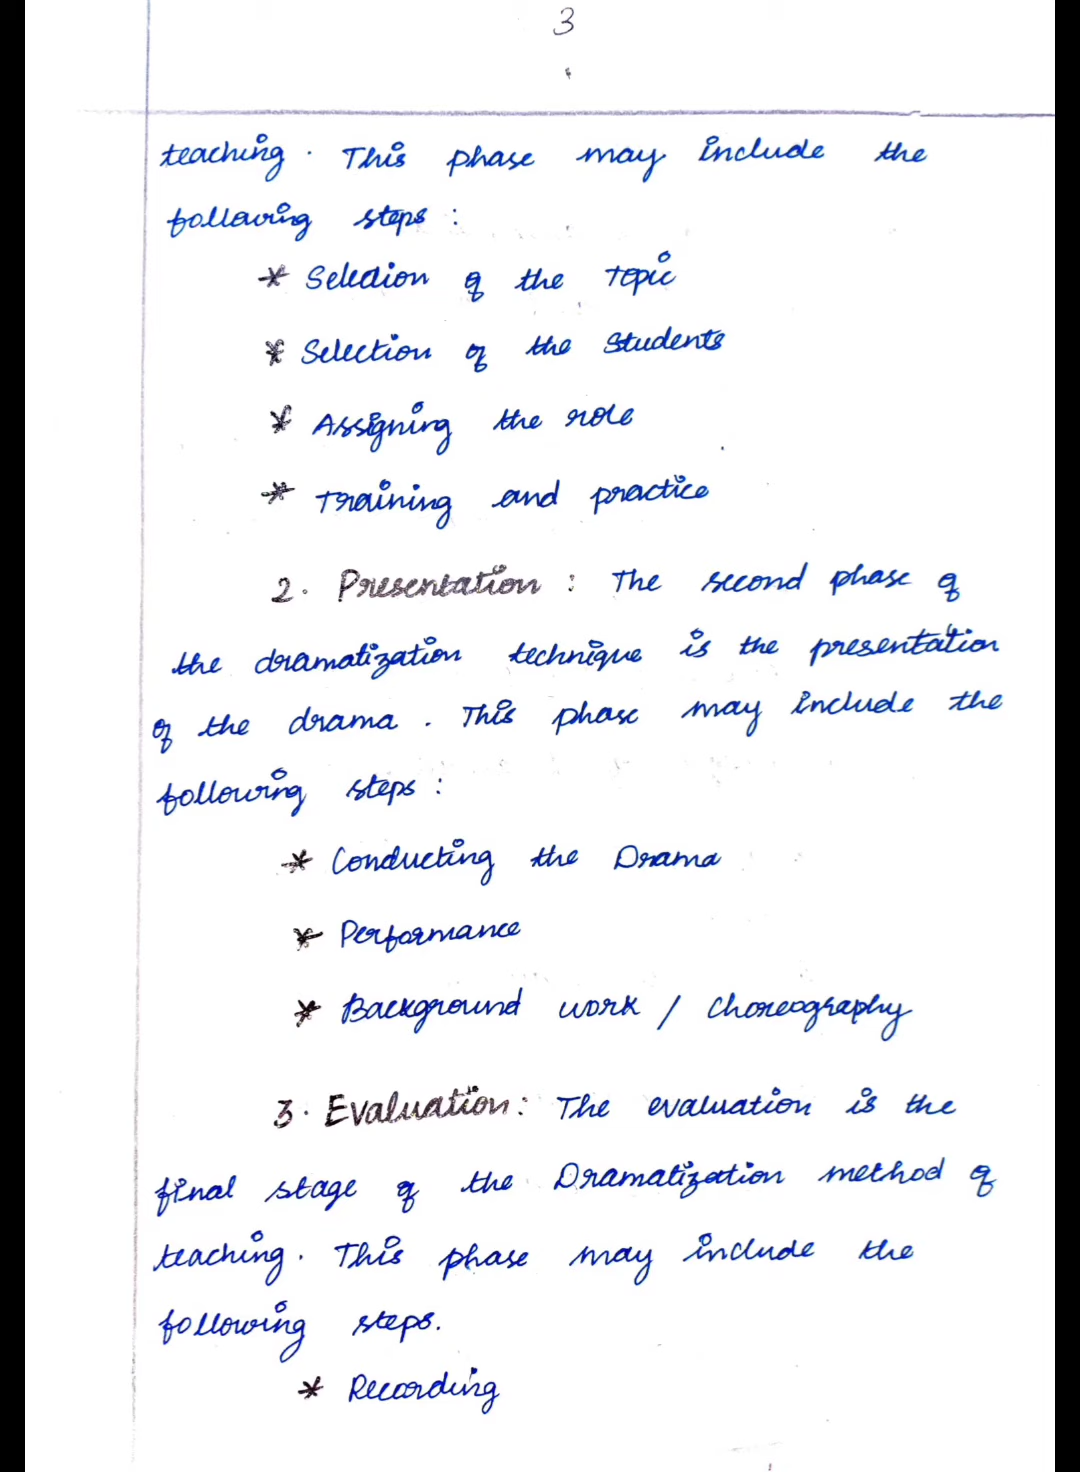 3
teaching. This phase may include the
following steps :
* Selection of the Topic
* Selection of the Students
* Assigning the role
* Training and practice
2. Presentation : The second phase of
the dramatization technique is the presentation
of the drama. This phase may include the
following steps :
* Conducting the Drama
* Performance
* Background work / Choreography
3. Evaluation : The evaluation is the
final stage of the Dramatization method of
teaching. This phase may include the
following steps.
* Recording